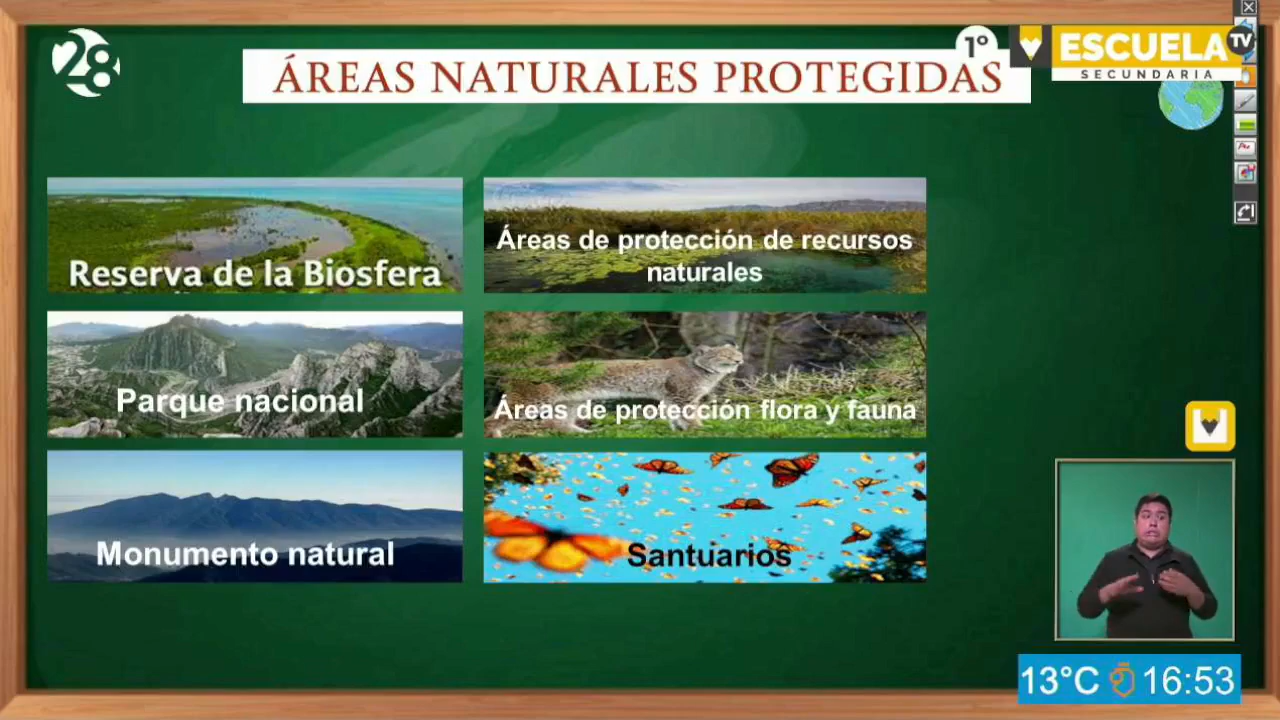 28
1º
ESCUELA TV
SECUNDARIA
ÁREAS NATURALES PROTEGIDAS
Reserva de la Biosfera
Áreas de protección de recursos
naturales
Parque nacional
Áreas de protección flora y fauna
Monumento natural
Santuarios
13°C 16:53